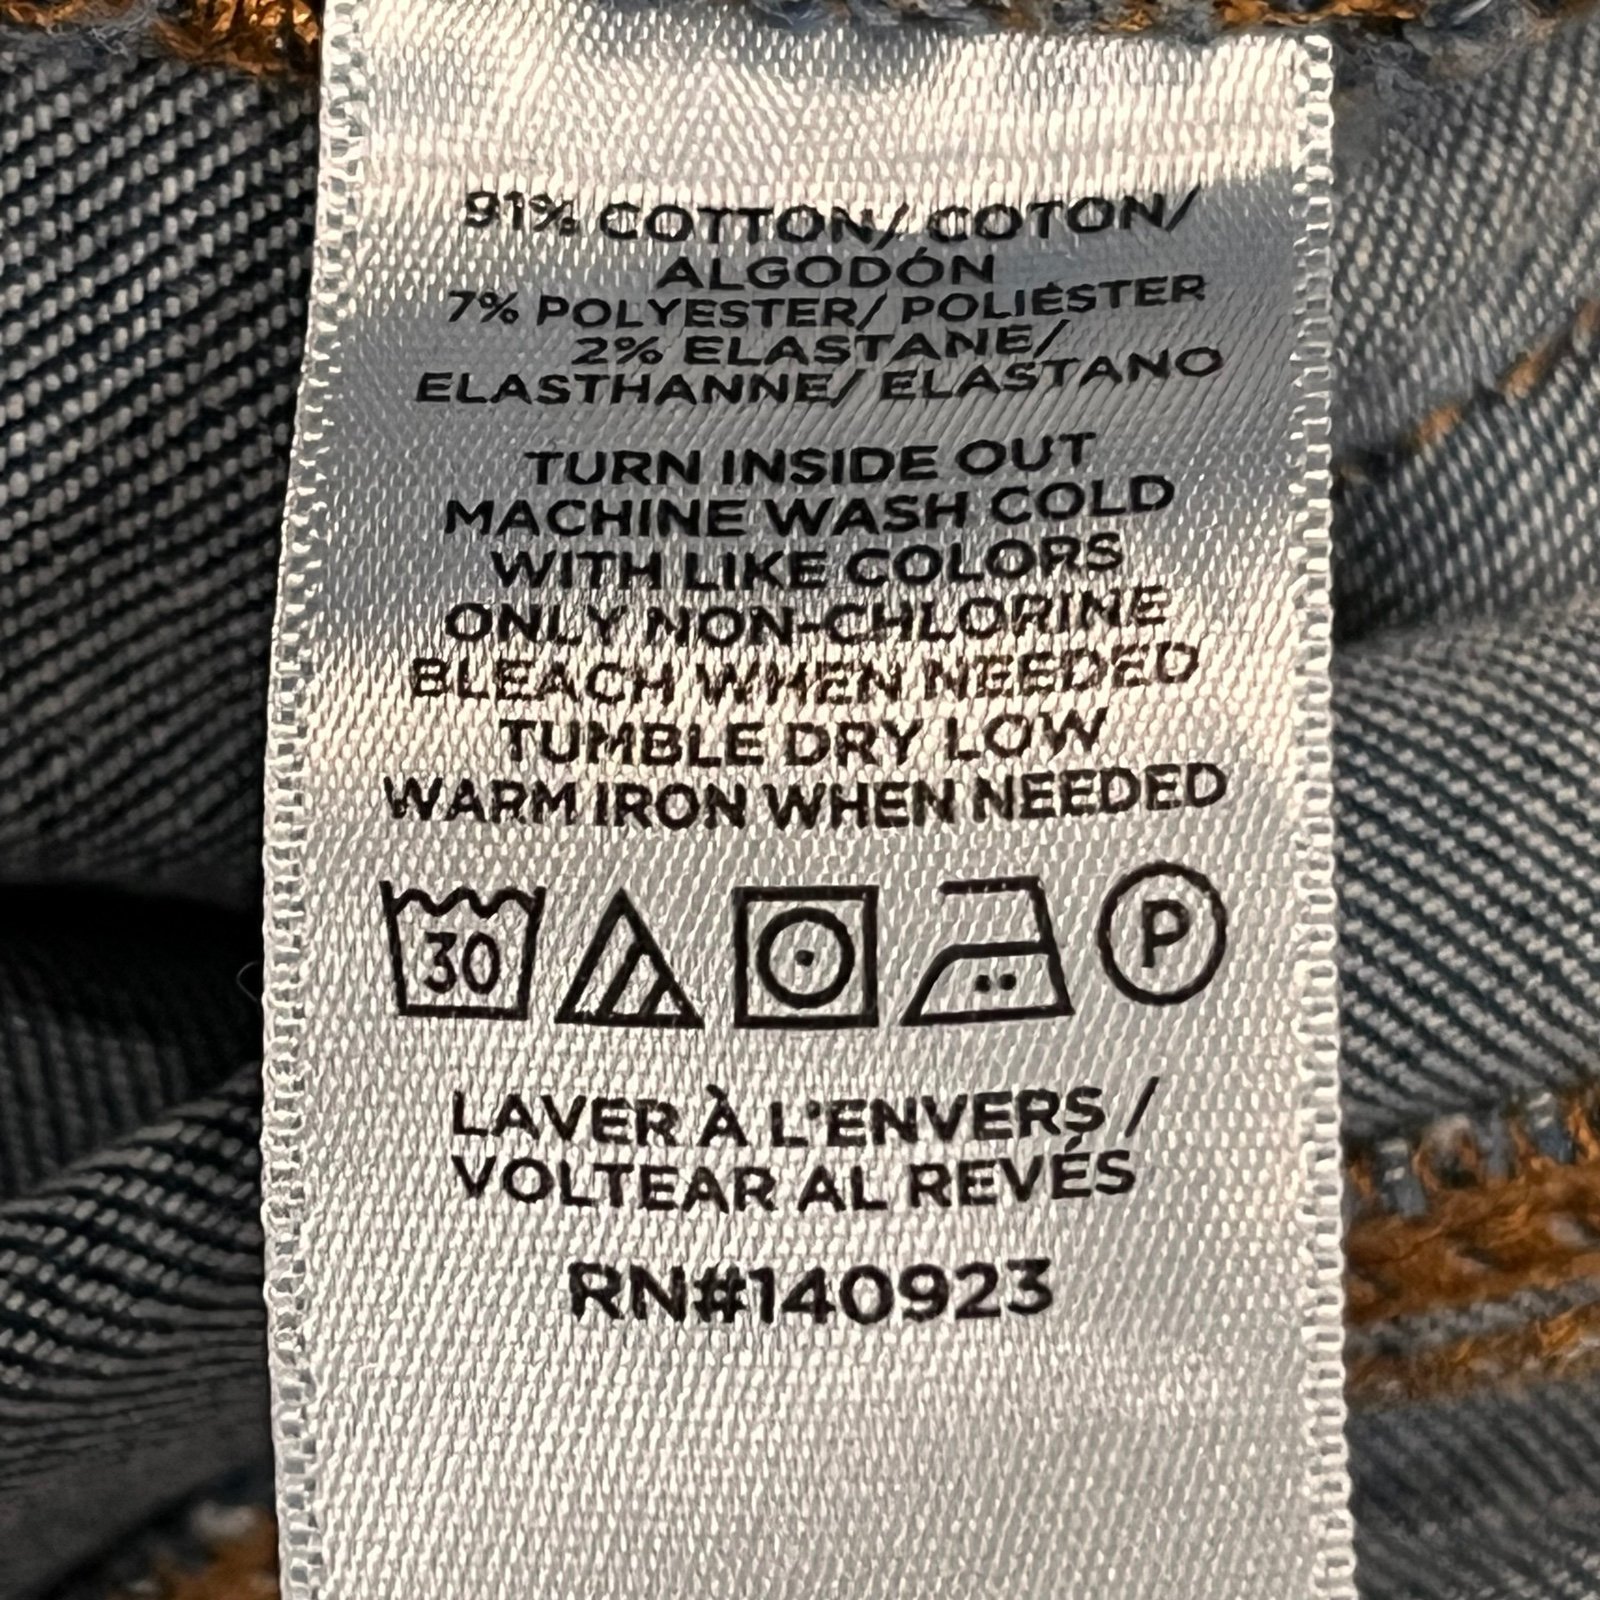 91% COTTON/ COTON/
ALGODÓN
7% POLYESTER/ POLIÉSTER
2% ELASTANE/
ELASTHANNE/ ELASTANO
TURN INSIDE OUT
MACHINE WASH COLD
WITH LIKE COLORS
ONLY NON-CHLORINE
BLEACH WHEN NEEDED
TUMBLE DRY LOW
WARM IRON WHEN NEEDED
30 P
LAVER À L'ENVERS /
VOLTEAR AL REVÉS
RN#140923